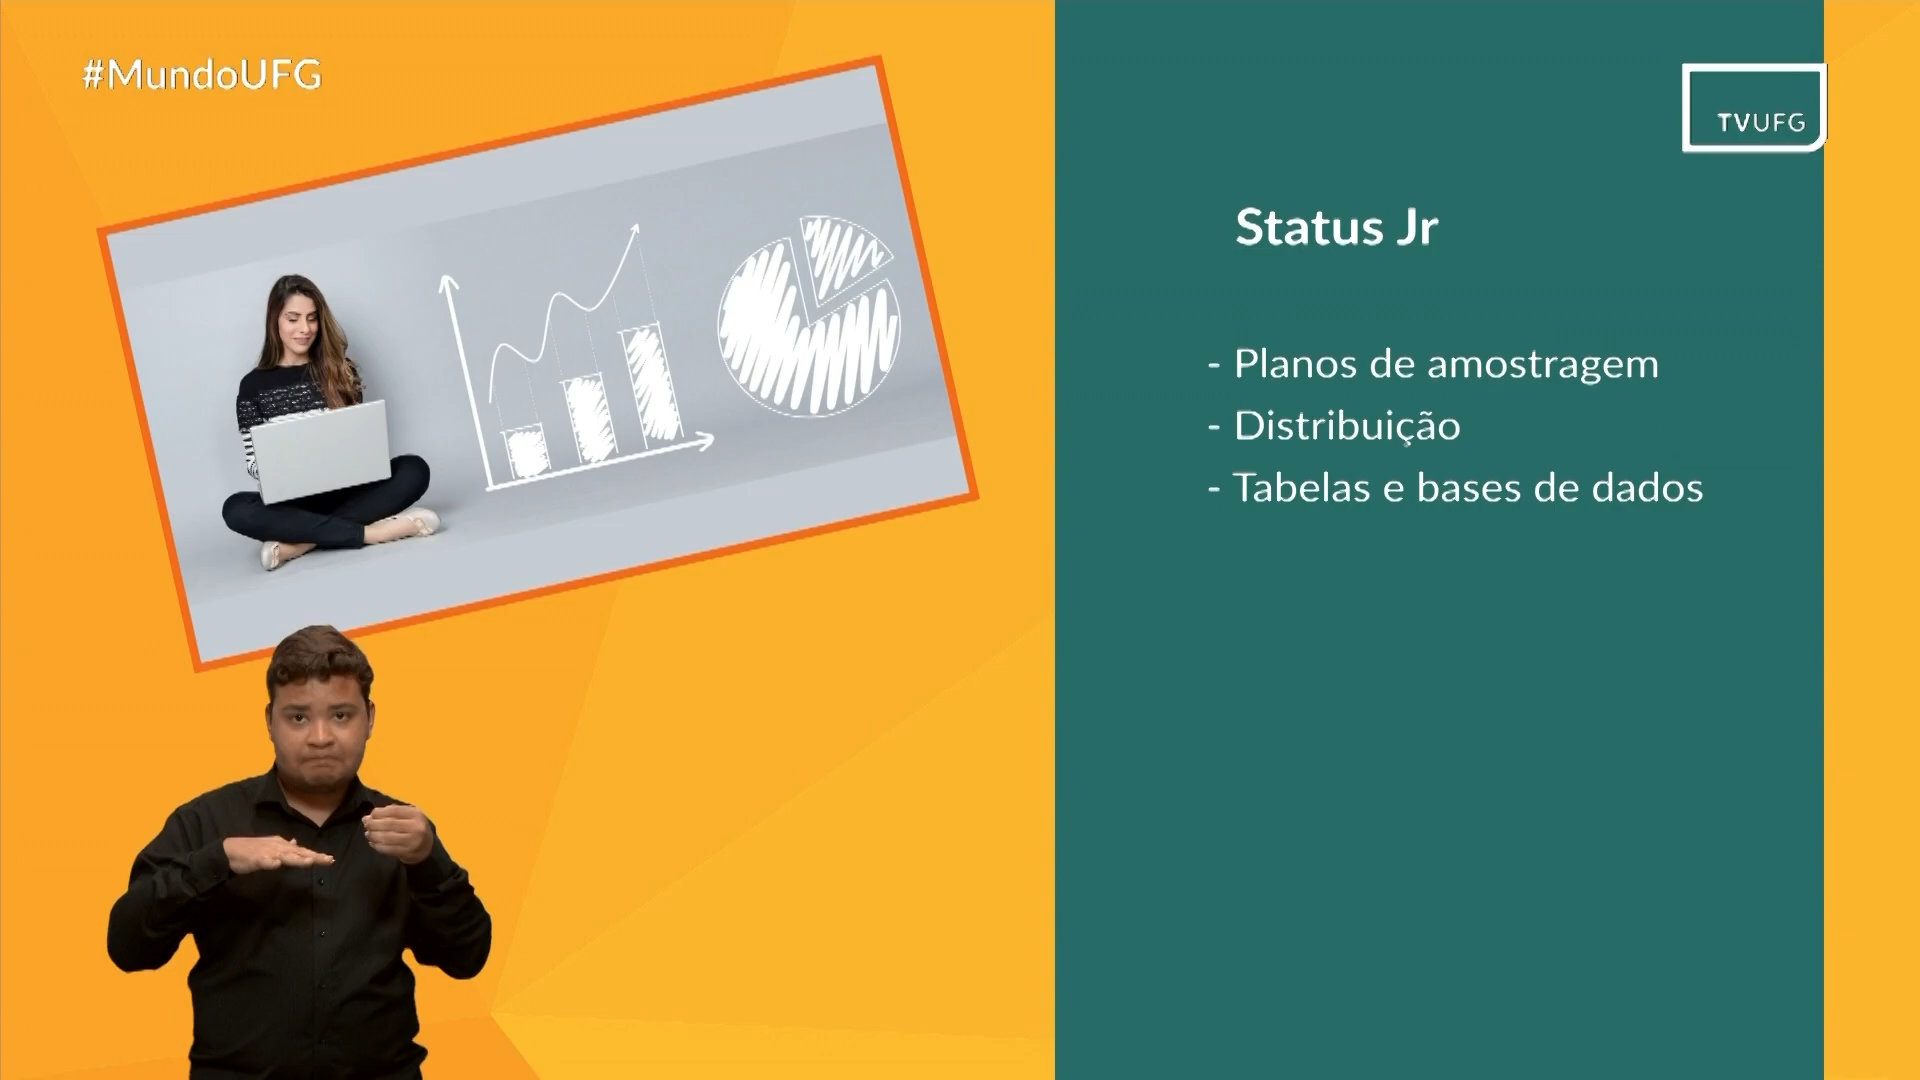 #MundoUFG
TVUFG
Status Jr
- Planos de amostragem
- Distribuição
- Tabelas e bases de dados